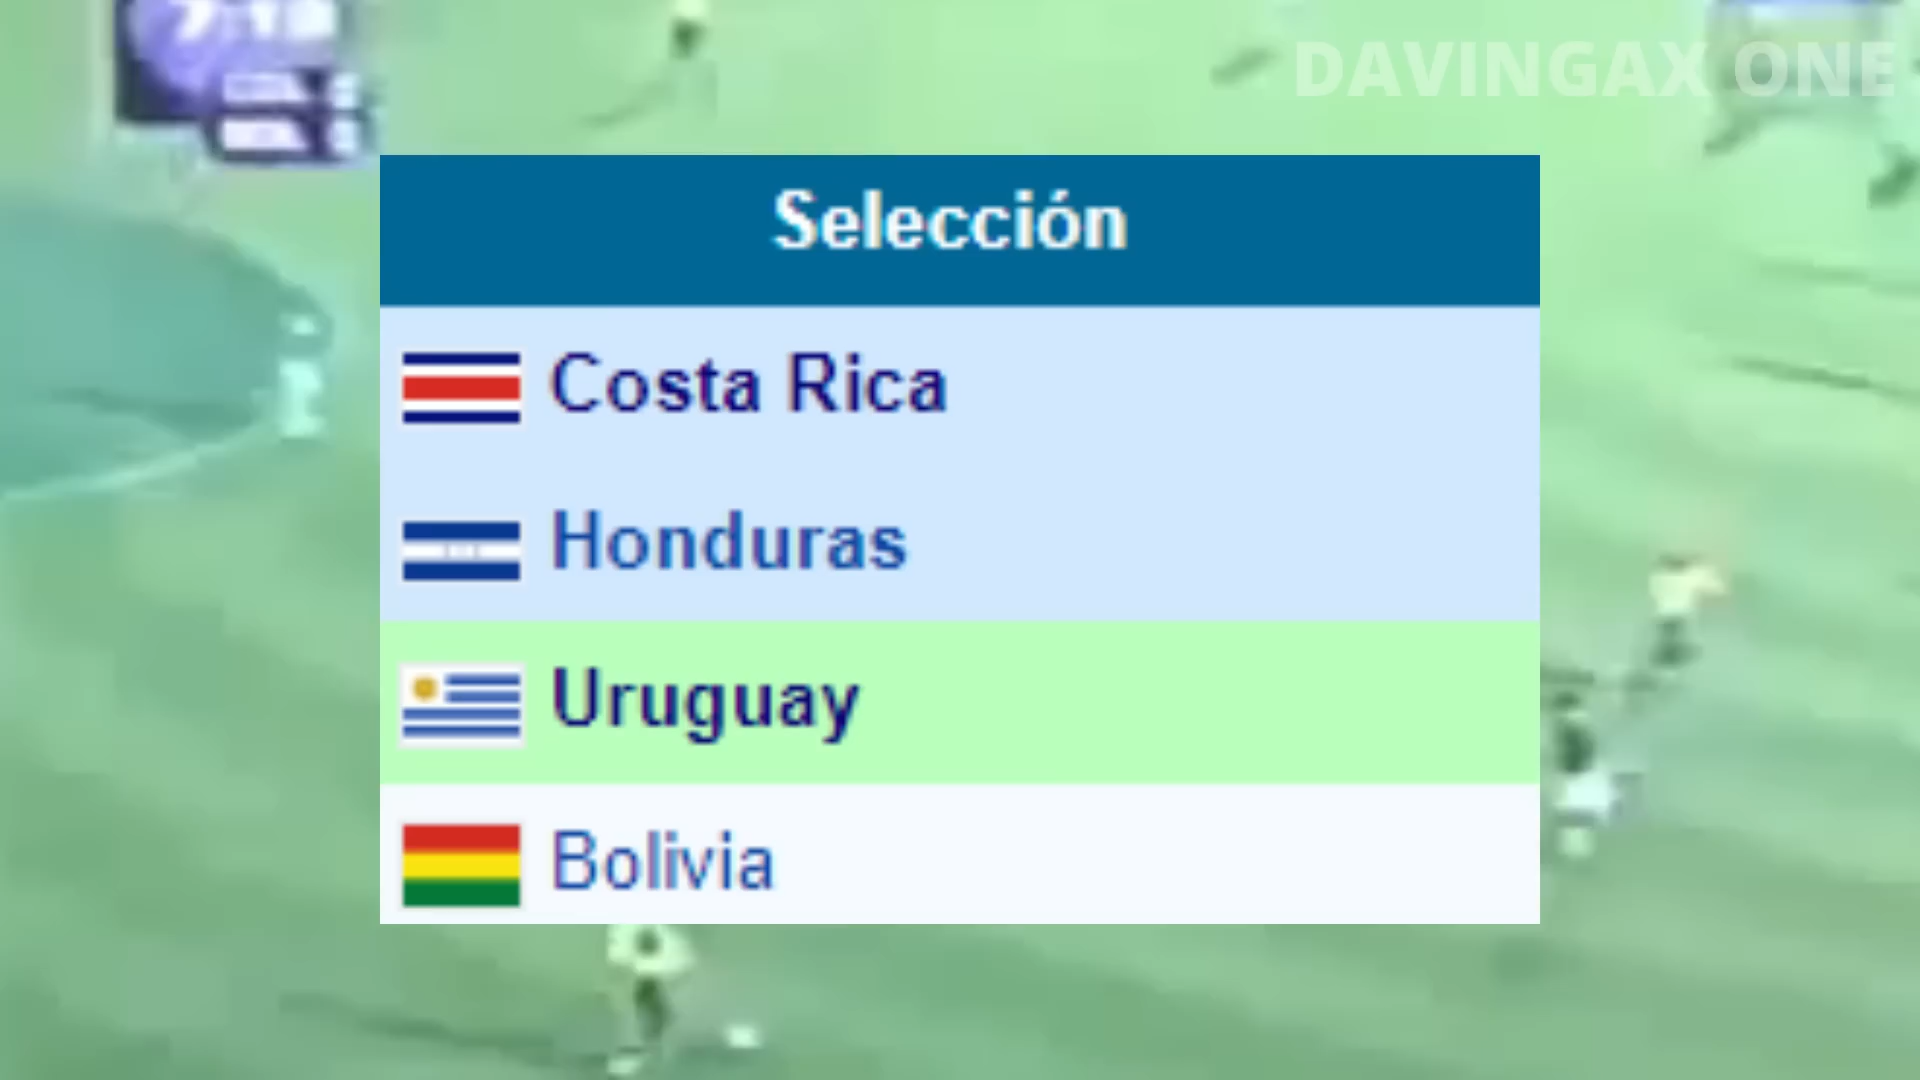 DAVINGAX ONE
Selección
Costa Rica
Honduras
Uruguay
Bolivia